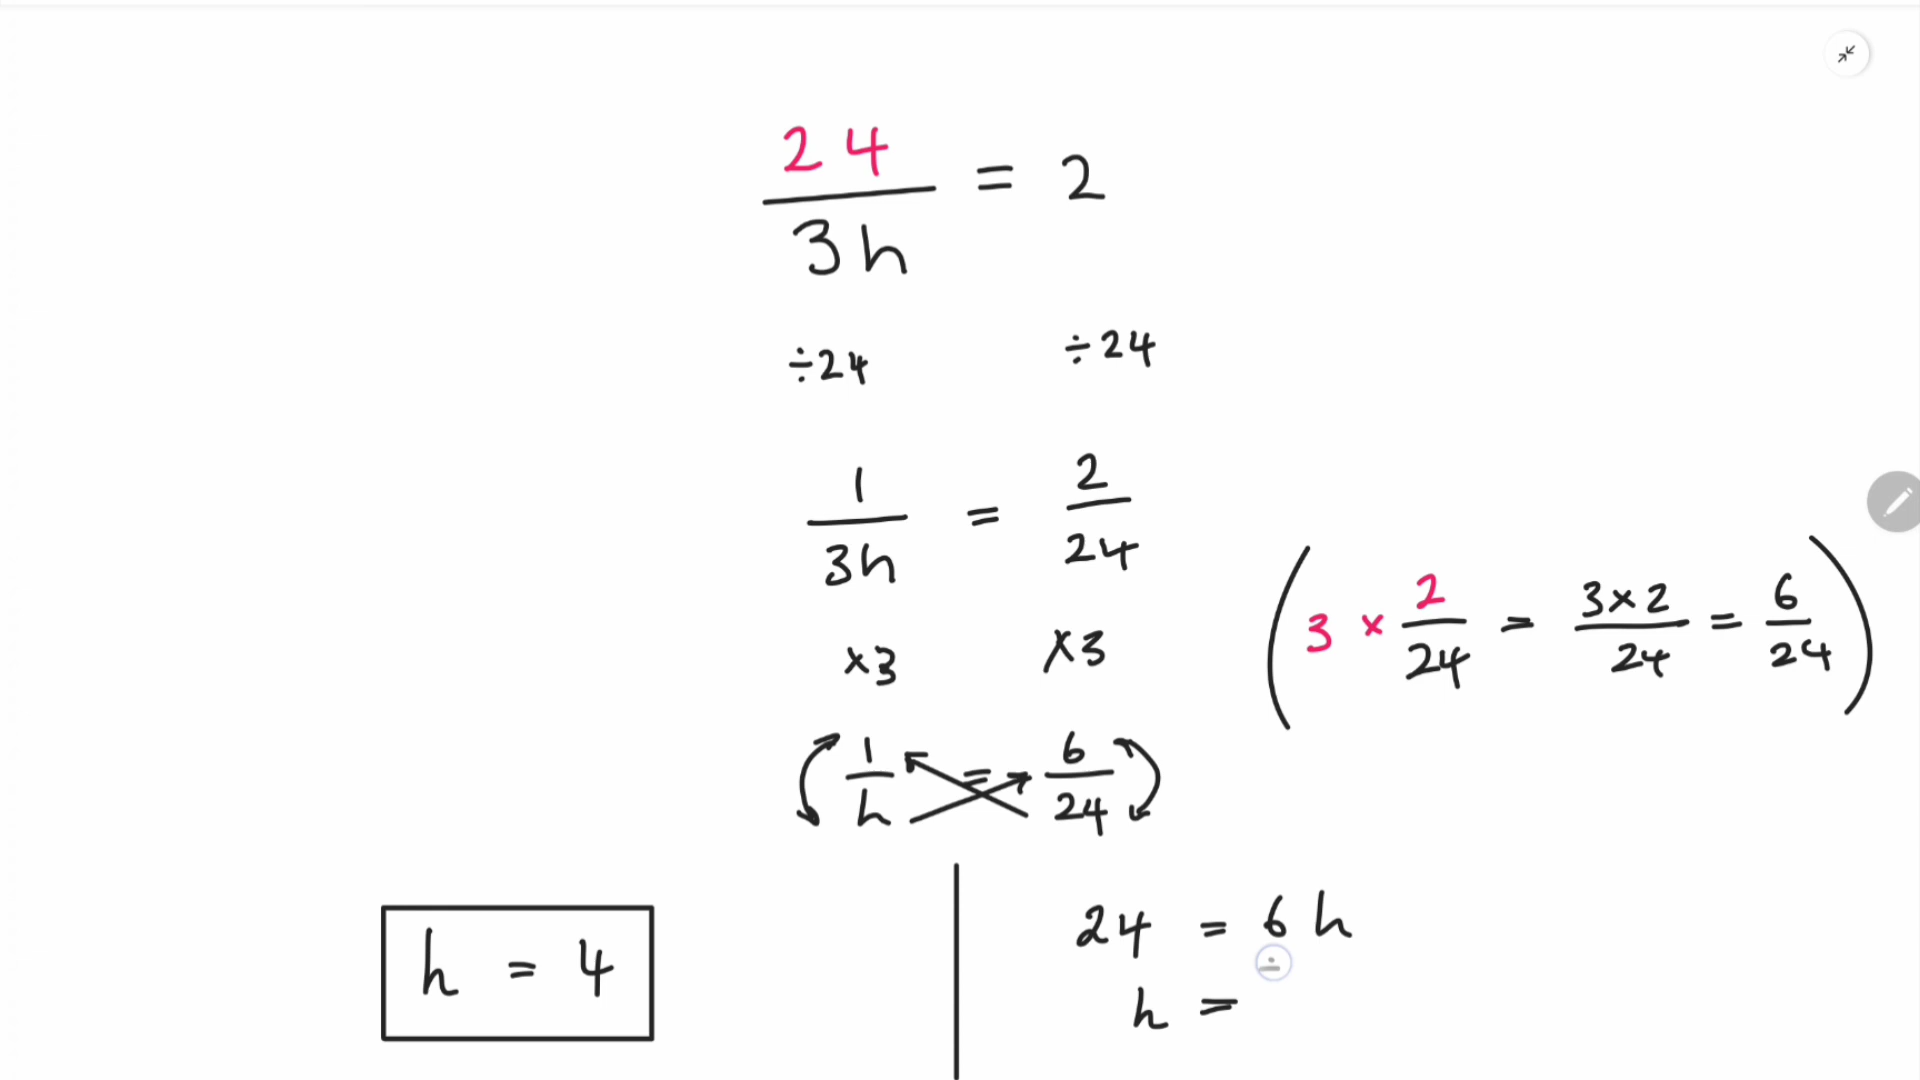 24/3h = 2
÷24 ÷24
1/3h = 2/24
×3 ×3
(3 × 2/24 = 3×2/24 = 6/24)
1/h = 6/24
h = 4
24 = 6h
÷
h =